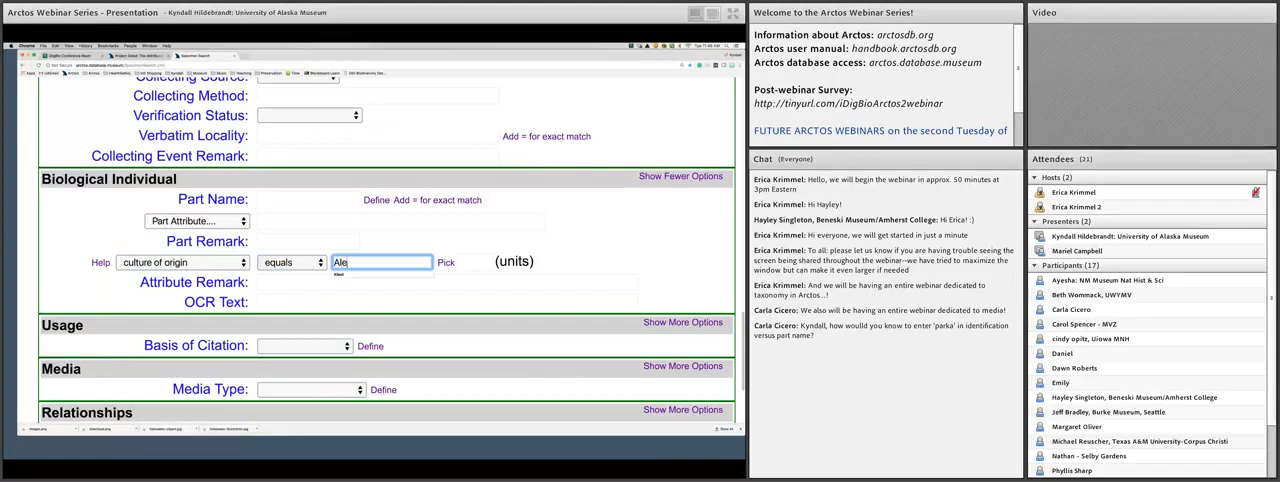 Arctos Webinar Series - Presentation - Kyndall Hildebrandt: University of Alaska Museum
Chrome File Edit View History Bookmarks People Window Help
Collecting Source:
Collecting Method:
Verification Status:
Verbatim Locality: Add = for exact match
Collecting Event Remark:
Biological Individual Show Fewer Options
Part Name: Define Add = for exact match
Part Attribute....
Part Remark:
Help culture of origin equals Ale Pick (units)
Aleut
Attribute Remark:
OCR Text:
Usage Show More Options
Basis of Citation: Define
Media Show More Options
Media Type: Define
Relationships Show More Options
Welcome to the Arctos Webinar Series!
Information about Arctos: arctosdb.org
Arctos user manual: handbook.arctosdb.org
Arctos database access: arctos.database.museum
Post-webinar Survey:
http://tinyurl.com/iDigBioArctos2webinar
FUTURE ARCTOS WEBINARS on the second Tuesday of
Chat (Everyone)
Erica Krimmel: Hello, we will begin the webinar in approx. 50 minutes at
3pm Eastern
Erica Krimmel: Hi Hayley!
Hayley Singleton, Beneski Museum/Amherst College: Hi Erica! :)
Erica Krimmel: Hi everyone, we will get started in just a minute
Erica Krimmel: To all: please let us know if you are having trouble seeing the
screen being shared throughout the webinar--we have tried to maximize the
window but can make it even larger if needed
Erica Krimmel: And we will be having an entire webinar dedicated to
taxonomy in Arctos...!
Carla Cicero: We also will be having an entire webinar dedicated to media!
Carla Cicero: Kyndall, how wouldl you know to enter 'parka' in identification
versus part name?
Video
Attendees (21)
Hosts (2)
Erica Krimmel
Erica Krimmel 2
Presenters (2)
Kyndall Hildebrandt: University of Alaska Museum
Mariel Campbell
Participants (17)
Ayesha: NM Museum Nat Hist & Sci
Beth Wommack, UWYMV
Carla Cicero
Carol Spencer - MVZ
cindy opitz, UIowa MNH
Daniel
Dawn Roberts
Emily
Hayley Singleton, Beneski Museum/Amherst College
Jeff Bradley, Burke Museum, Seattle
Margaret Oliver
Michael Reuscher, Texas A&M University-Corpus Christi
Nathan - Selby Gardens
Phyllis Sharp